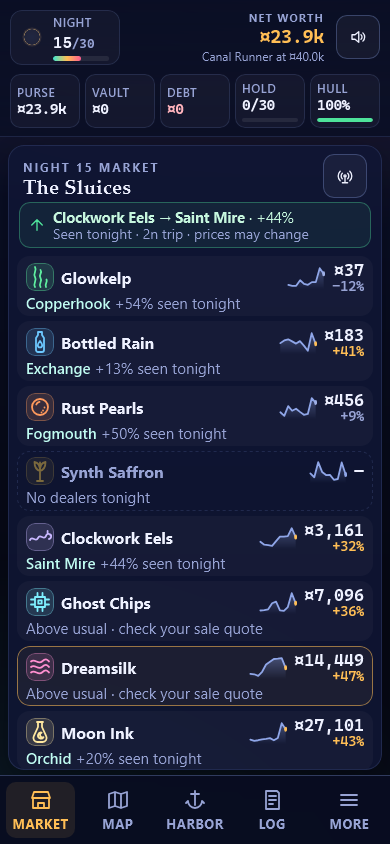 NIGHT
15/30
NET WORTH
¤23.9k
Canal Runner at ¤40.0k
PURSE
¤23.9k
VAULT
¤0
DEBT
¤0
HOLD
0/30
HULL
100%
NIGHT 15 MARKET
The Sluices
Clockwork Eels → Saint Mire · +44%
Seen tonight · 2n trip · prices may change
Glowkelp
¤37
−12%
Copperhook +54% seen tonight
Bottled Rain
¤183
+41%
Exchange +13% seen tonight
Rust Pearls
¤456
+9%
Fogmouth +50% seen tonight
Synth Saffron
–
No dealers tonight
Clockwork Eels
¤3,161
+32%
Saint Mire +44% seen tonight
Ghost Chips
¤7,096
+36%
Above usual · check your sale quote
Dreamsilk
¤14,449
+47%
Above usual · check your sale quote
Moon Ink
¤27,101
+43%
Orchid +20% seen tonight
MARKET
MAP
HARBOR
LOG
MORE